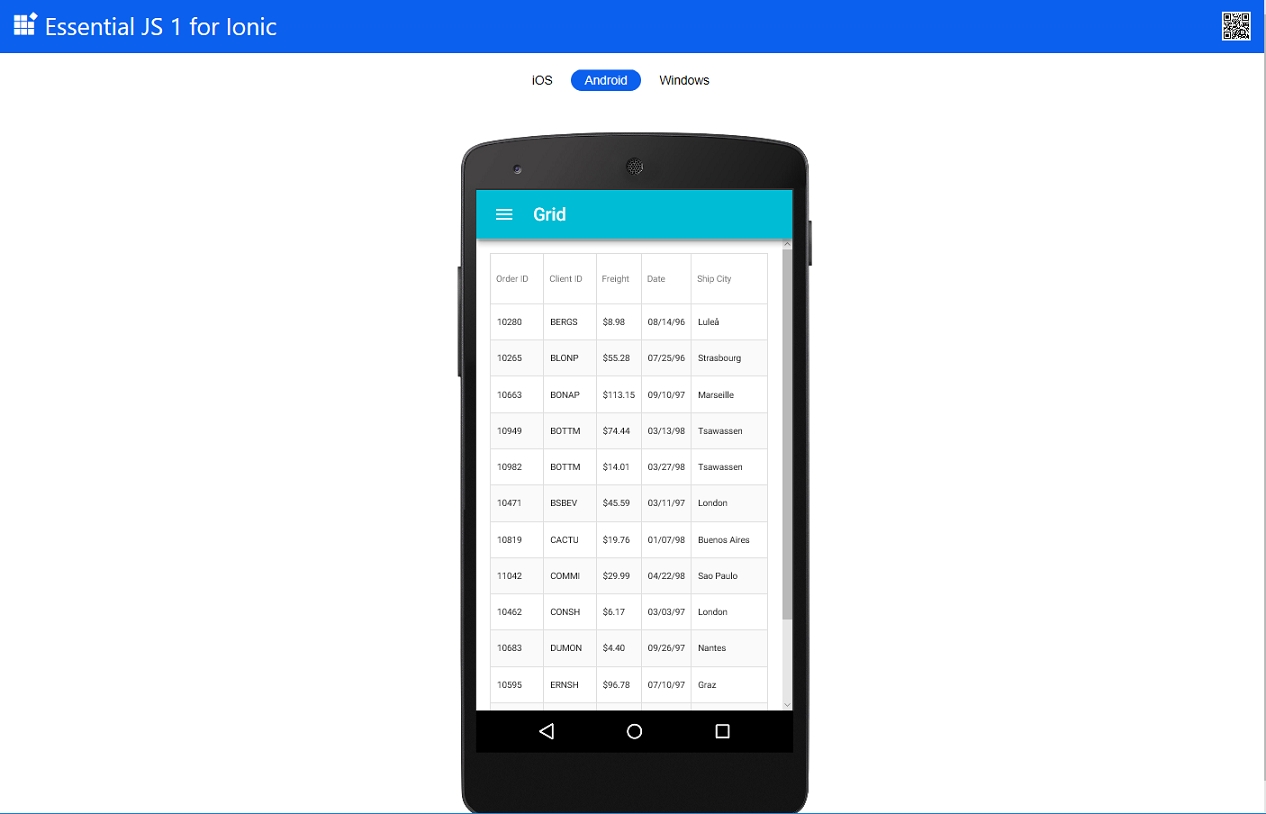 Essential JS 1 for Ionic
iOS Android Windows
Grid
Order ID Client ID Freight Date Ship City
10280 BERGS $8.98 08/14/96 Luleå
10265 BLONP $55.28 07/25/96 Strasbourg
10663 BONAP $113.15 09/10/97 Marseille
10949 BOTTM $74.44 03/13/98 Tsawassen
10982 BOTTM $14.01 03/27/98 Tsawassen
10471 BSBEV $45.59 03/11/97 London
10819 CACTU $19.76 01/07/98 Buenos Aires
11042 COMMI $29.99 04/22/98 Sao Paulo
10462 CONSH $6.17 03/03/97 London
10683 DUMON $4.40 09/26/97 Nantes
10595 ERNSH $96.78 07/10/97 Graz